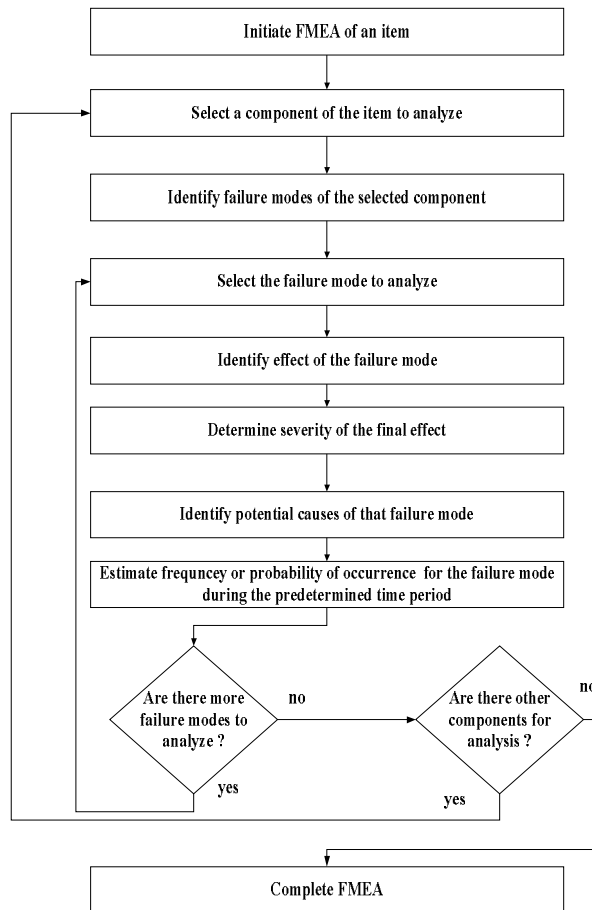 Initiate FMEA of an item
Select a component of the item to analyze
Identify failure modes of the selected component
Select the failure mode to analyze
Identify effect of the failure mode
Determine severity of the final effect
Identify potential causes of that failure mode
Estimate frequncey or probability of occurrence for the failure mode
during the predetermined time period
Are there more
failure modes to
analyze ?
no
yes
Are there other
components for
analysis ?
no
yes
Complete FMEA